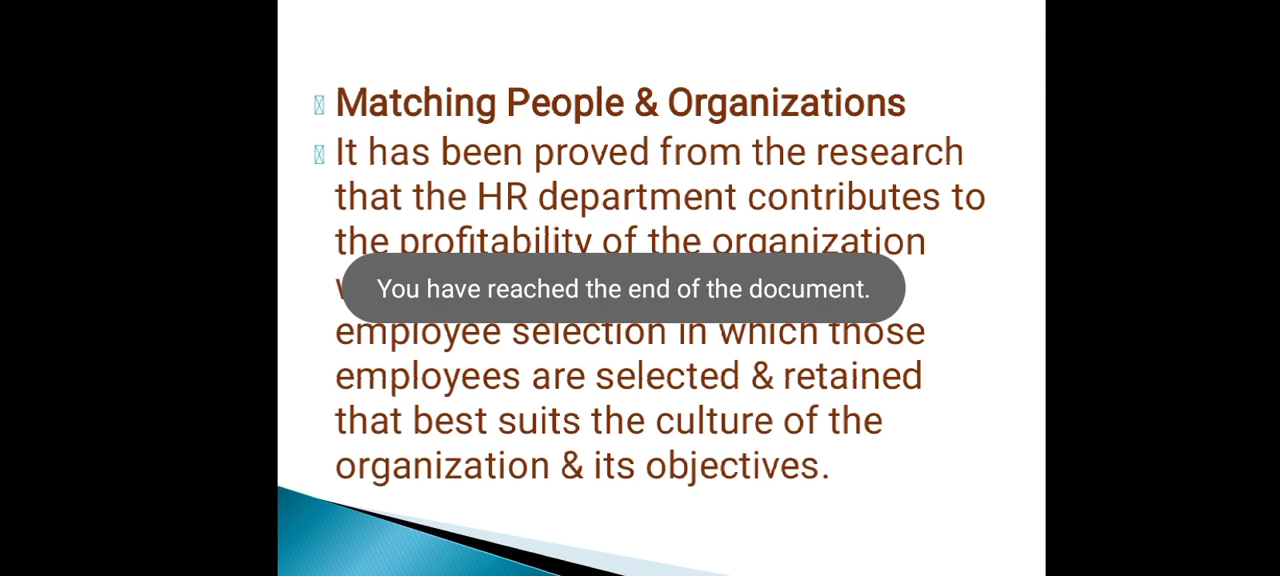 Matching People & Organizations
It has been proved from the research
that the HR department contributes to
the profitability of the organization
You have reached the end of the document.
employee selection in which those
employees are selected & retained
that best suits the culture of the
organization & its objectives.